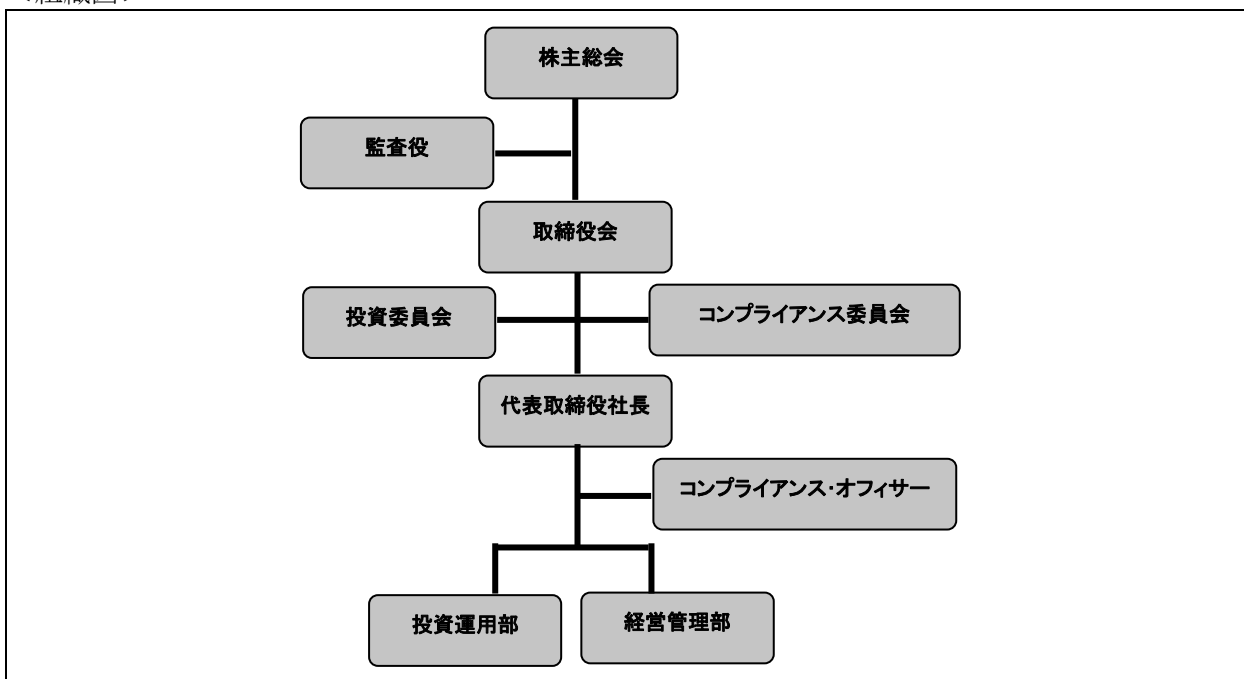 株主総会
監査役
取締役会
投資委員会
コンプライアンス委員会
代表取締役社長
コンプライアンス・オフィサー
投資運用部
経営管理部